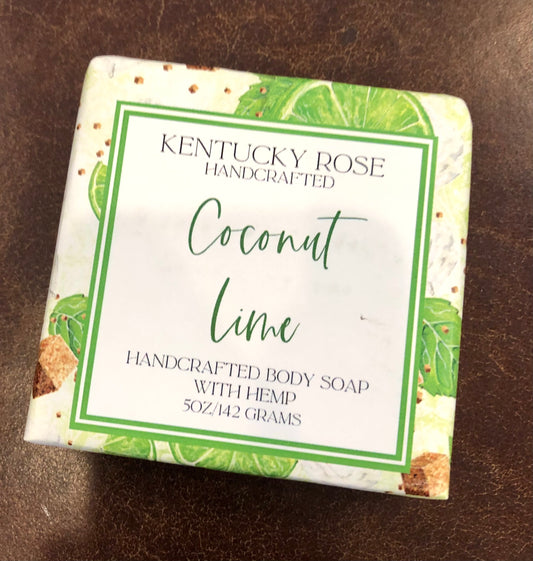 KENTUCKY ROSE
HANDCRAFTED
Coconut
Lime
HANDCRAFTED BODY SOAP
WITH HEMP
5OZ/142 GRAMS